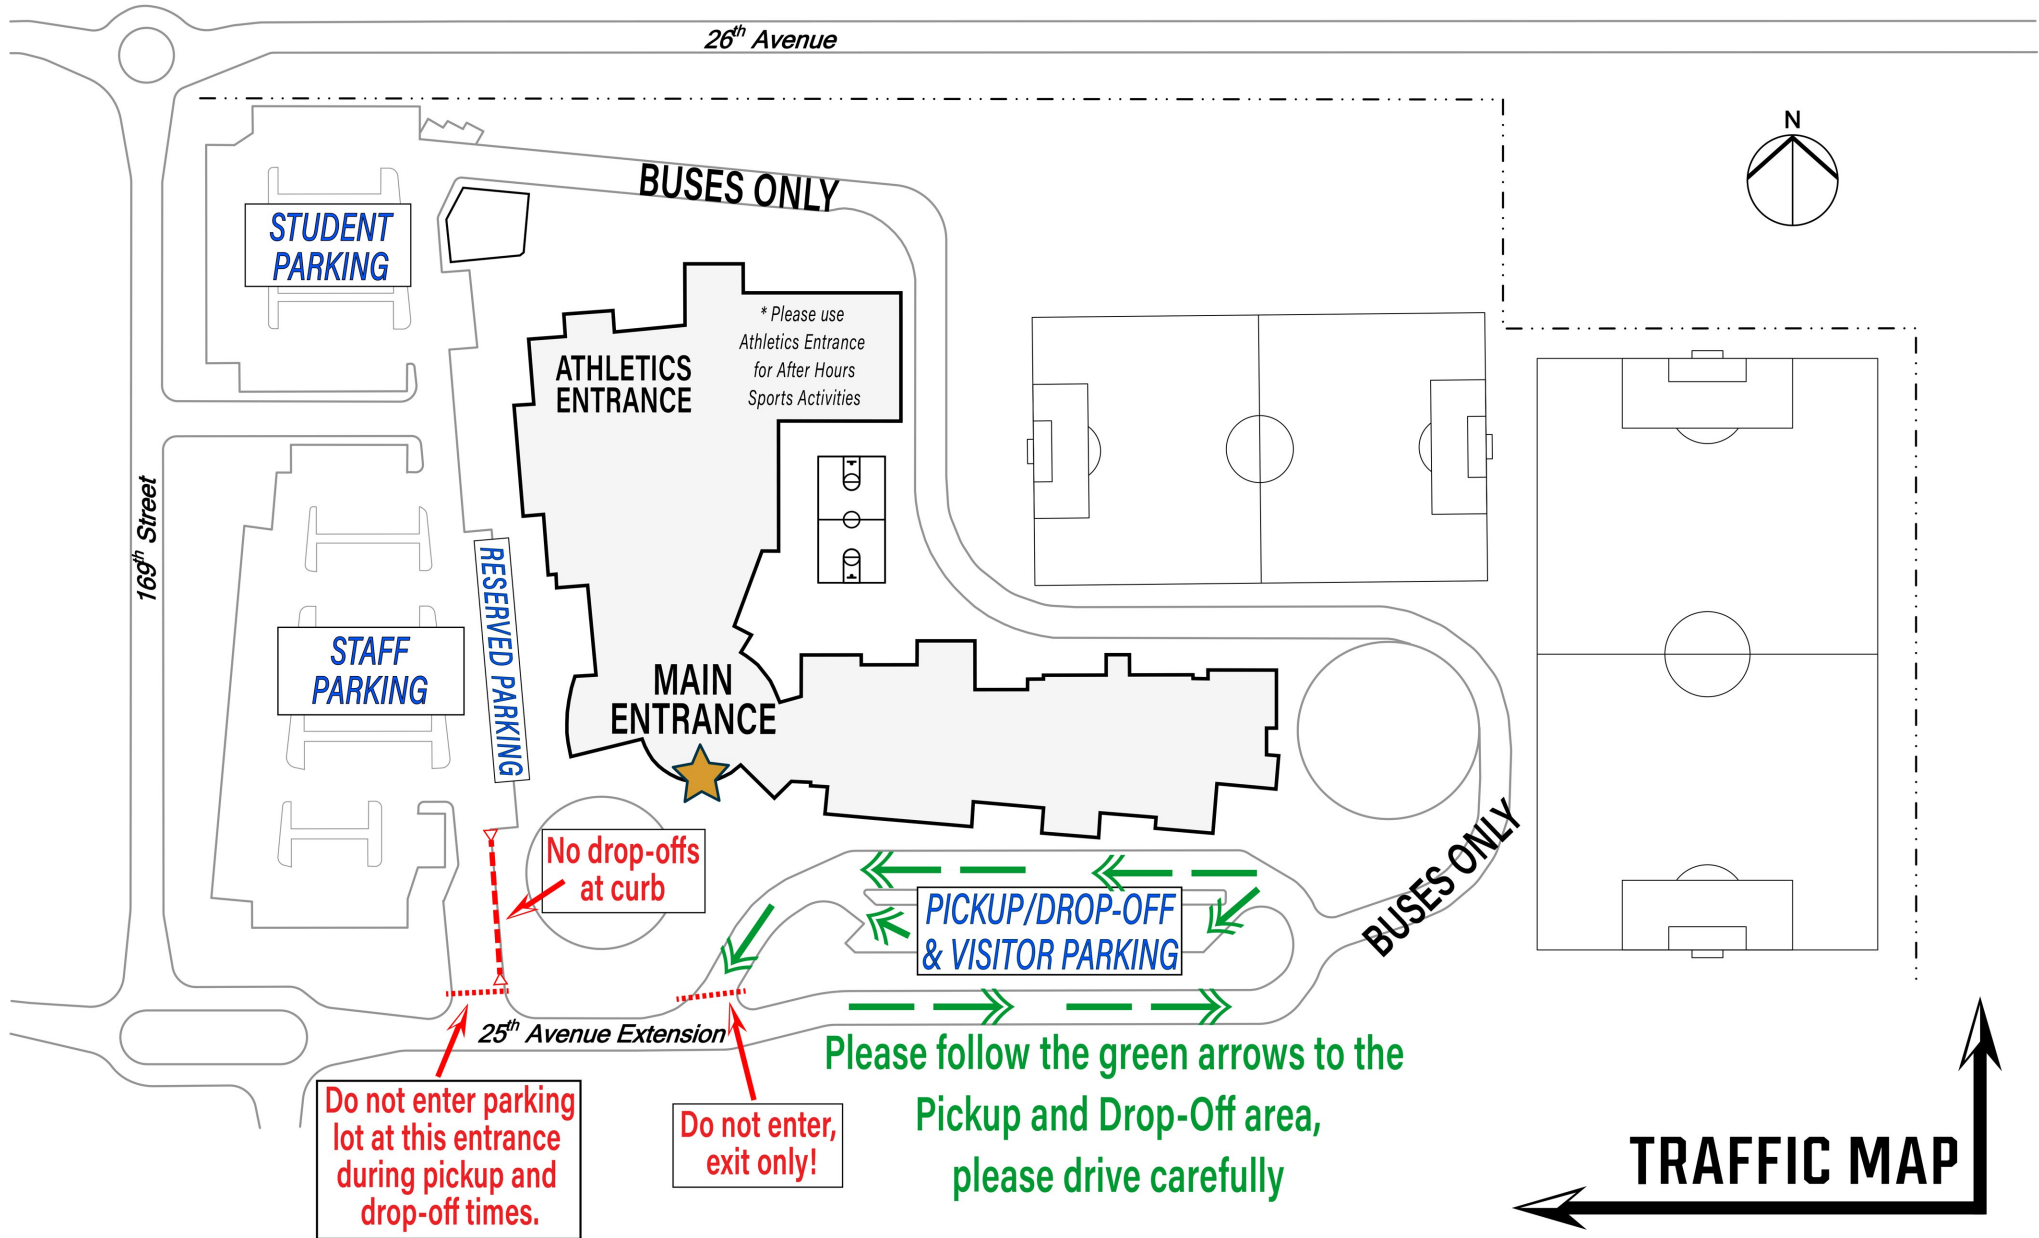 26th Avenue
N
BUSES ONLY
STUDENT
PARKING
* Please use
Athletics Entrance
for After Hours
Sports Activities
ATHLETICS
ENTRANCE
169th Street
RESERVED PARKING
STAFF
PARKING
MAIN
ENTRANCE
No drop-offs
at curb
BUSES ONLY
PICKUP/DROP-OFF
& VISITOR PARKING
25th Avenue Extension
Please follow the green arrows to the
Pickup and Drop-Off area,
please drive carefully
Do not enter parking
lot at this entrance
during pickup and
drop-off times.
Do not enter,
exit only!
TRAFFIC MAP